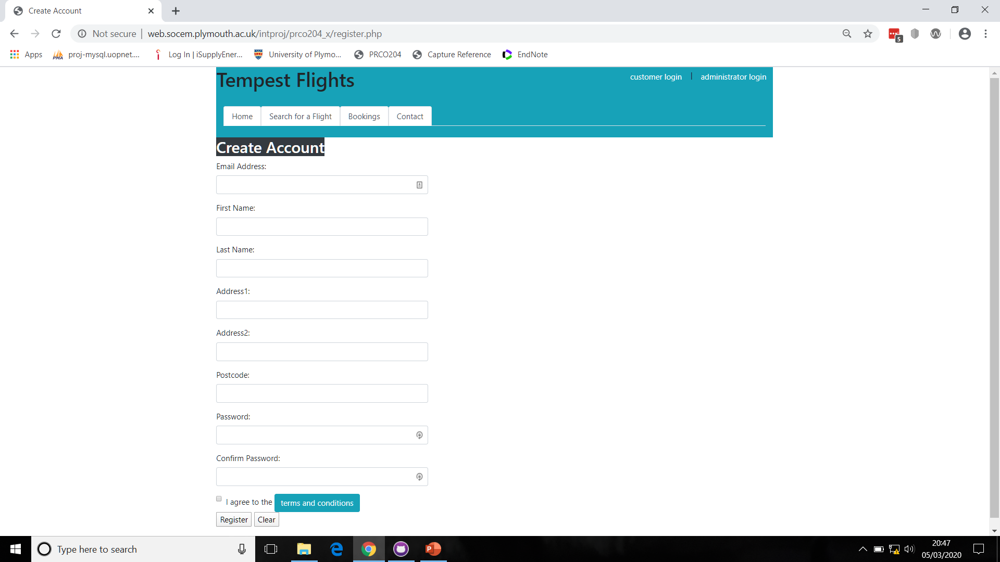 Create Account
Not secure | web.socem.plymouth.ac.uk/intproj/prco204_x/register.php
5
Apps PMA proj-mysql.uopnet.... Log In | iSupplyEner... University of Plymo... PRCO204 Capture Reference EndNote
Tempest Flights
customer login | administrator login
Home Search for a Flight Bookings Contact
Create Account
Email Address:
First Name:
Last Name:
Address1:
Address2:
Postcode:
Password:
Confirm Password:
I agree to the terms and conditions
Register Clear
Type here to search
20:47
05/03/2020